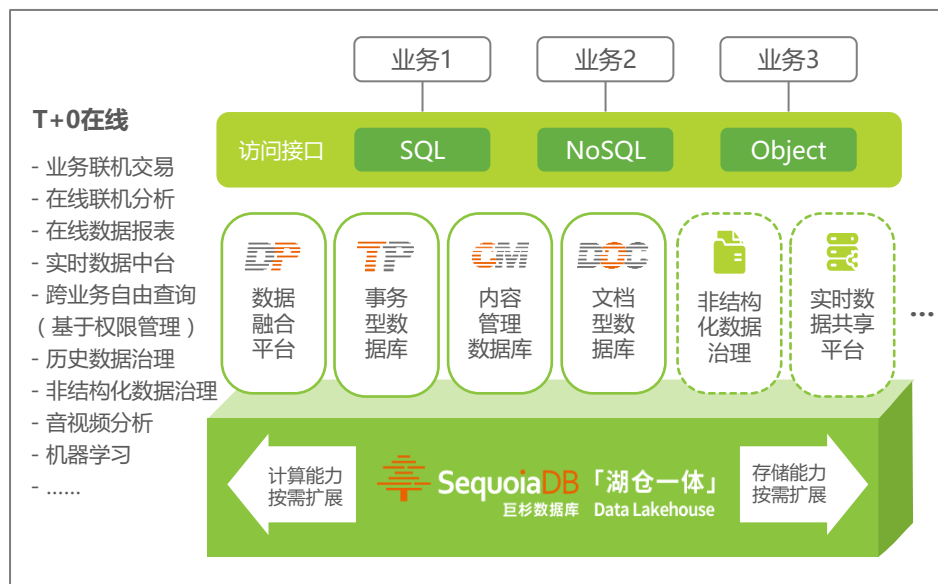 业务1
业务2
业务3
T+0在线
- 业务联机交易
- 在线联机分析
- 在线数据报表
- 实时数据中台
- 跨业务自由查询
（基于权限管理）
- 历史数据治理
- 非结构化数据治理
- 音视频分析
- 机器学习
- ......
访问接口
SQL
NoSQL
Object
DP
数据
融合
平台
TP
事务
型数
据库
CM
内容
管理
数据库
DOC
文档
型数
据库
非结构
化数据
治理
实时数
据共享
平台
...
计算能力
按需扩展
SequoiaDB「湖仓一体」
巨杉数据库 Data Lakehouse
存储能力
按需扩展